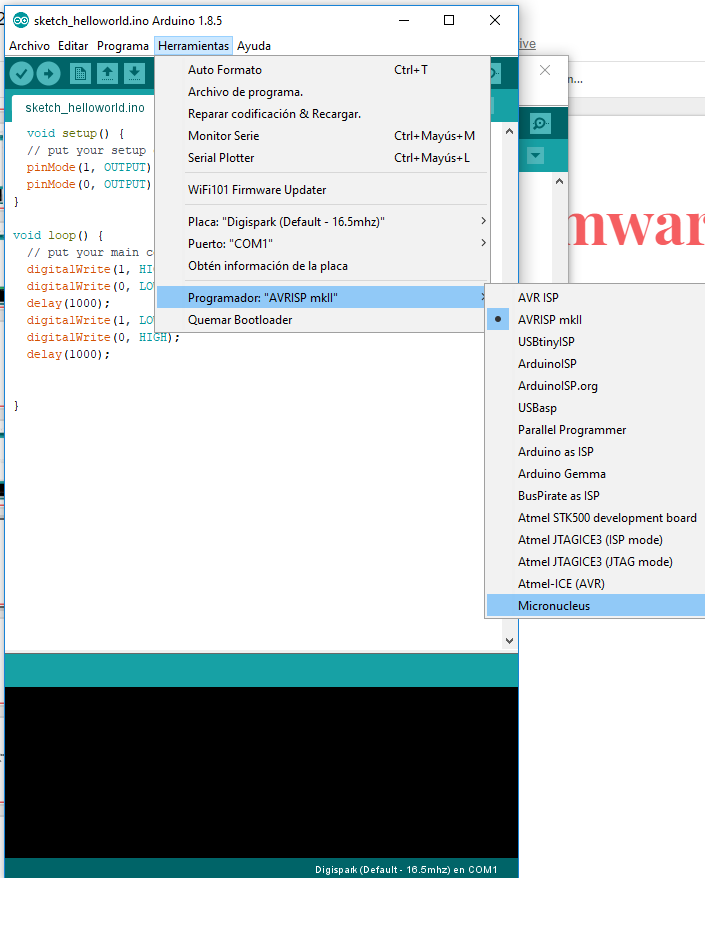 sketch_helloworld.ino Arduino 1.8.5
Archivo Editar Programa Herramientas Ayuda
sketch_helloworld.ino
void setup() {
// put your setup
pinMode(1, OUTPUT)
pinMode(0, OUTPUT)
}
void loop() {
// put your main
digitalWrite(1,
digitalWrite(0,
delay(1000);
digitalWrite(1,
digitalWrite(0, HIGH);
delay(1000);
}
Auto Formato Ctrl+T
Archivo de programa.
Reparar codificación & Recargar.
Monitor Serie Ctrl+Mayús+M
Serial Plotter Ctrl+Mayús+L
WiFi101 Firmware Updater
Placa: "Digispark (Default - 16.5mhz)"
Puerto: "COM1"
Obtén información de la placa
Programador: "AVRISP mkII"
Quemar Bootloader
AVR ISP
AVRISP mkII
USBtinyISP
ArduinoISP
ArduinoISP.org
USBasp
Parallel Programmer
Arduino as ISP
Arduino Gemma
BusPirate as ISP
Atmel STK500 development board
Atmel JTAGICE3 (ISP mode)
Atmel JTAGICE3 (JTAG mode)
Atmel-ICE (AVR)
Micronucleus
Digispark (Default - 16.5mhz) en COM1